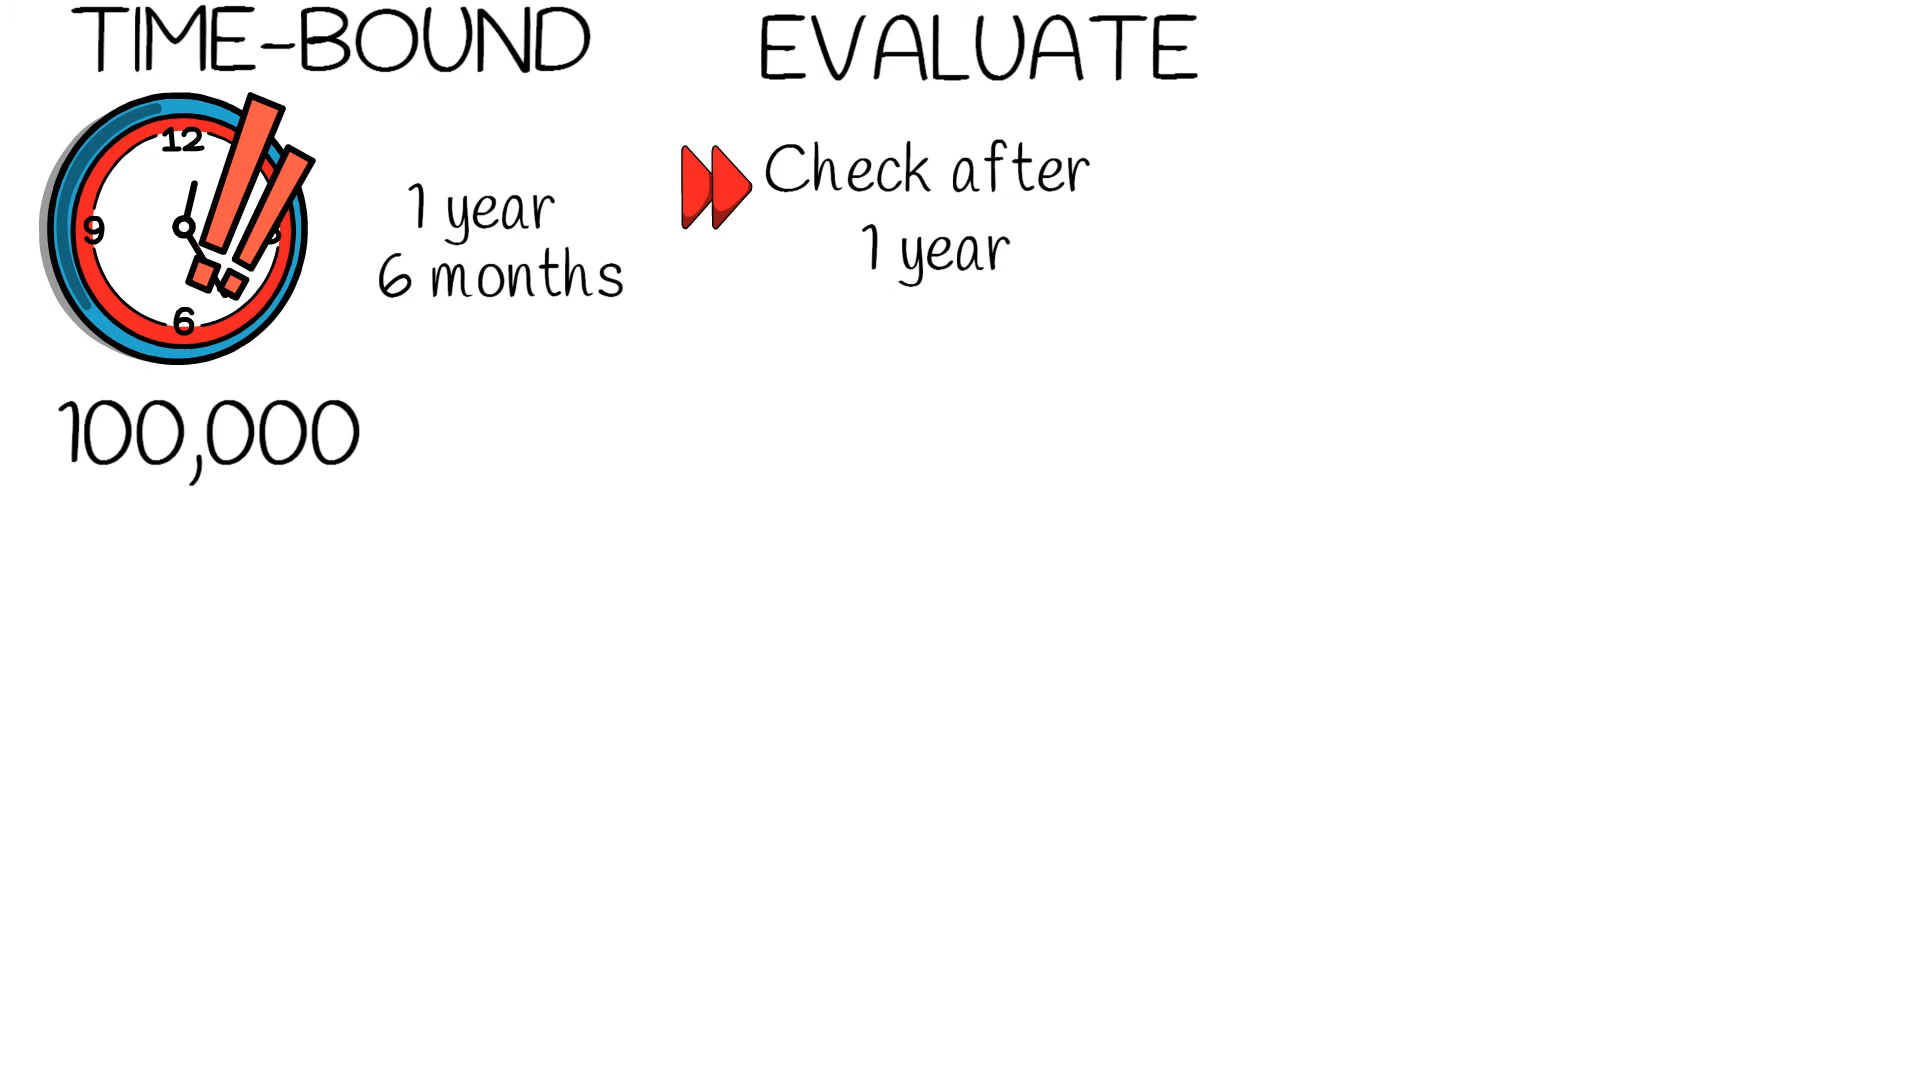 TIME-BOUND
12
9
6
1 year
6 months
100,000
EVALUATE
Check after
1 year